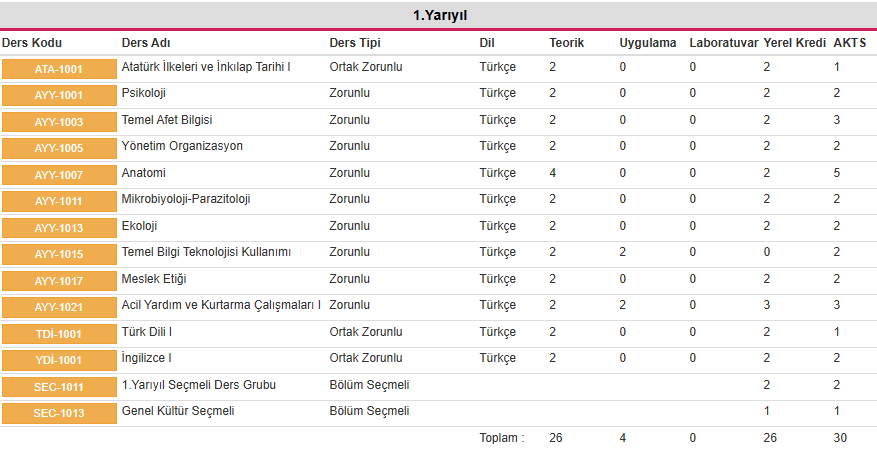 1.Yarıyıl
Ders Kodu Ders Adı Ders Tipi Dil Teorik Uygulama Laboratuvar Yerel Kredi AKTS
ATA-1001 Atatürk İlkeleri ve İnkılap Tarihi I Ortak Zorunlu Türkçe 2 0 0 2 1
AYY-1001 Psikoloji Zorunlu Türkçe 2 0 0 2 2
AYY-1003 Temel Afet Bilgisi Zorunlu Türkçe 2 0 0 2 3
AYY-1005 Yönetim Organizasyon Zorunlu Türkçe 2 0 0 2 2
AYY-1007 Anatomi Zorunlu Türkçe 4 0 0 2 5
AYY-1011 Mikrobiyoloji-Parazitoloji Zorunlu Türkçe 2 0 0 2 2
AYY-1013 Ekoloji Zorunlu Türkçe 2 0 0 2 2
AYY-1015 Temel Bilgi Teknolojisi Kullanımı Zorunlu Türkçe 2 2 0 0 2
AYY-1017 Meslek Etiği Zorunlu Türkçe 2 0 0 2 2
AYY-1021 Acil Yardım ve Kurtarma Çalışmaları I Zorunlu Türkçe 2 2 0 3 3
TDİ-1001 Türk Dili I Ortak Zorunlu Türkçe 2 0 0 2 1
YDİ-1001 İngilizce I Ortak Zorunlu Türkçe 2 0 0 2 2
SEC-1011 1.Yarıyıl Seçmeli Ders Grubu Bölüm Seçmeli 2 2
SEC-1013 Genel Kültür Seçmeli Bölüm Seçmeli 1 1
Toplam : 26 4 0 26 30